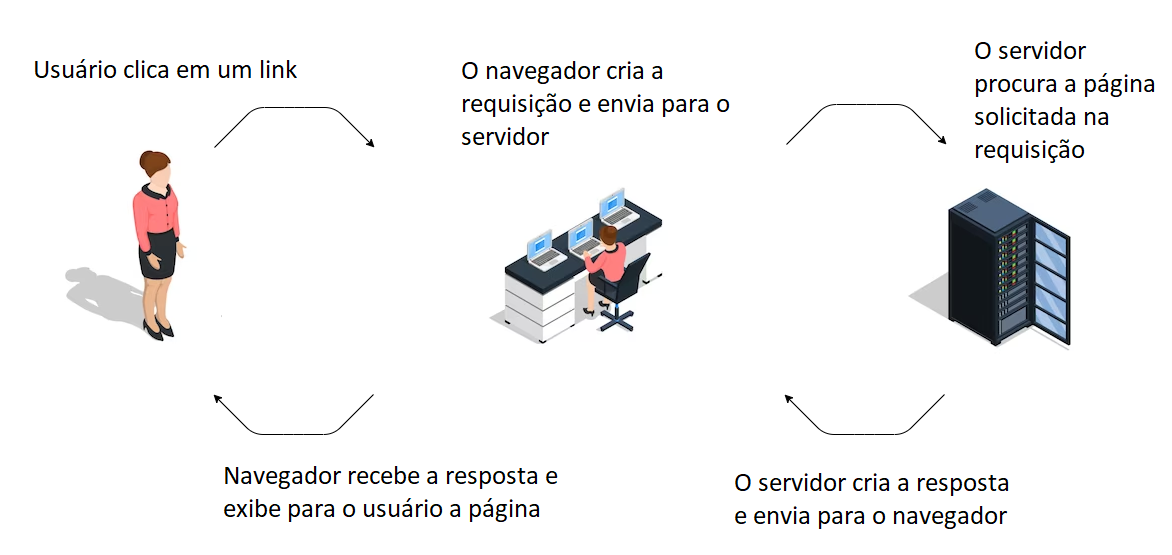 Usuário clica em um link
O navegador cria a
requisição e envia para o
servidor
O servidor
procura a página
solicitada na
requisição
Navegador recebe a resposta e
exibe para o usuário a página
O servidor cria a resposta
e envia para o navegador